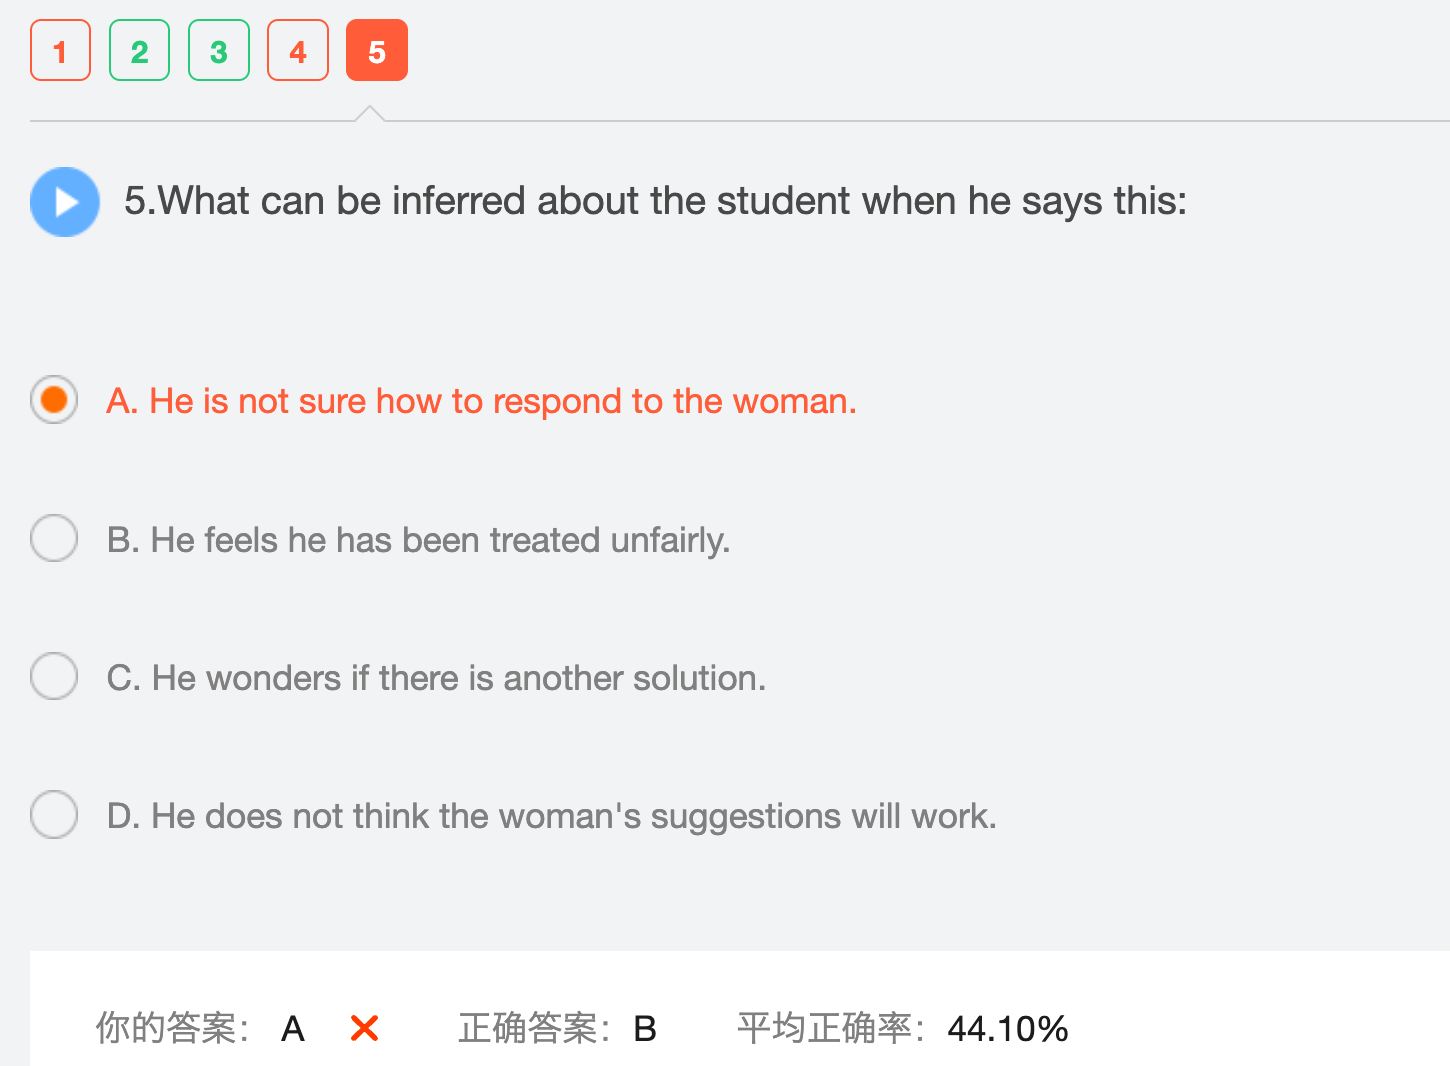 1 2 3 4 5
5.What can be inferred about the student when he says this:
A. He is not sure how to respond to the woman.
B. He feels he has been treated unfairly.
C. He wonders if there is another solution.
D. He does not think the woman's suggestions will work.
你的答案： A 正确答案： B 平均正确率： 44.10%